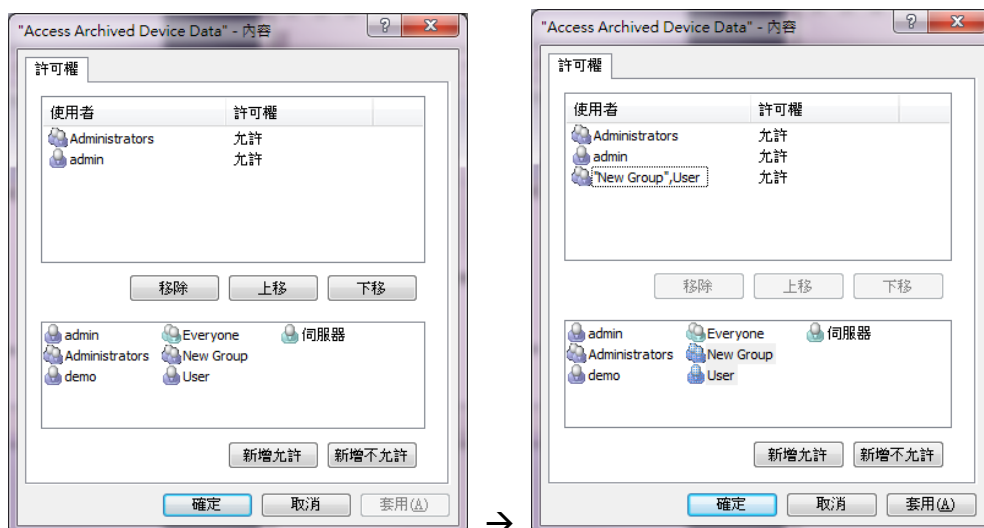 "Access Archived Device Data" - 內容
許可權
使用者 許可權
Administrators 允許
admin 允許
移除 上移 下移
admin Everyone 伺服器
Administrators New Group
demo User
新增允許 新增不允許
確定 取消 套用(A)
→
"Access Archived Device Data" - 內容
許可權
使用者 許可權
Administrators 允許
admin 允許
"New Group",User 允許
移除 上移 下移
admin Everyone 伺服器
Administrators New Group
demo User
新增允許 新增不允許
確定 取消 套用(A)